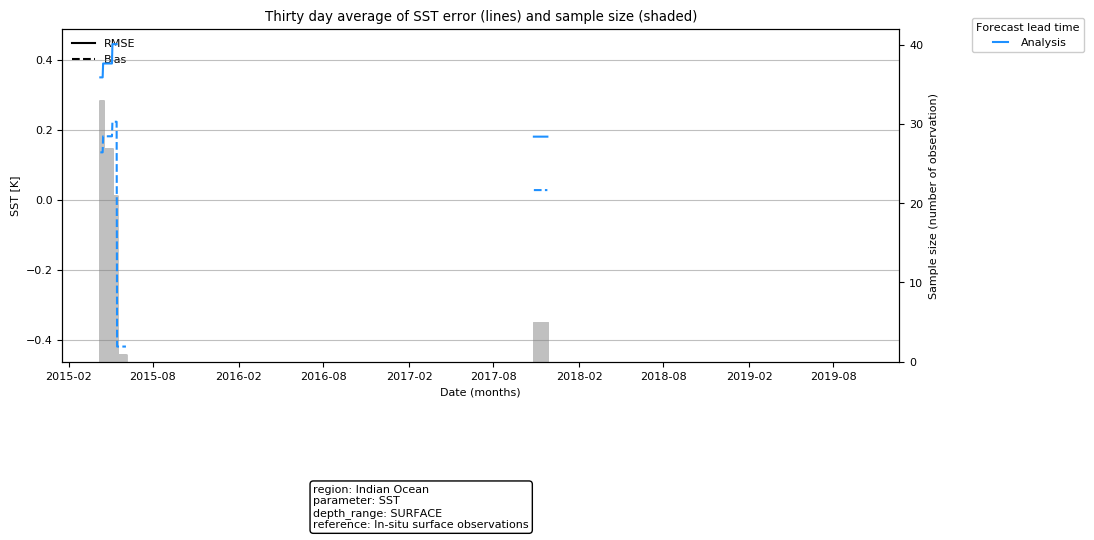 Thirty day average of SST error (lines) and sample size (shaded)
Forecast lead time
Analysis
RMSE
Bias
0.4
0.2
0.0
−0.2
−0.4
SST [K]
40
30
20
10
0
Sample size (number of observation)
2015-02
2015-08
2016-02
2016-08
2017-02
2017-08
2018-02
2018-08
2019-02
2019-08
Date (months)
region: Indian Ocean
parameter: SST
depth_range: SURFACE
reference: In-situ surface observations